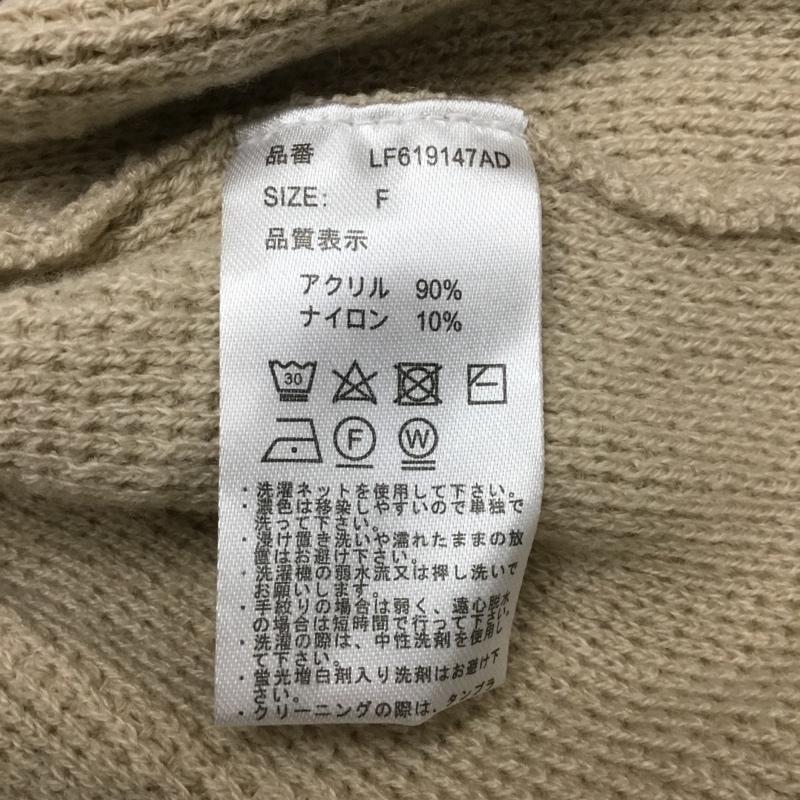 品番 LF619147AD
SIZE: F
品質表示
アクリル 90%
ナイロン 10%
30
F W
・洗濯ネットを使用して下さい。
・濃色は移染しやすいので単独で
洗って下さい。
・浸け置き洗いや濡れたままの放
置はお避け下さい。
・洗濯機の弱水流又は押し洗いで
お願いします。
・手絞りの場合は弱く、遠心脱水
の場合は短時間で行って下さい。
・洗濯の際は、中性洗剤を使用し
て下さい。
・蛍光増白剤入り洗剤はお避け下
さい。
・クリーニングの際は、タンブラ